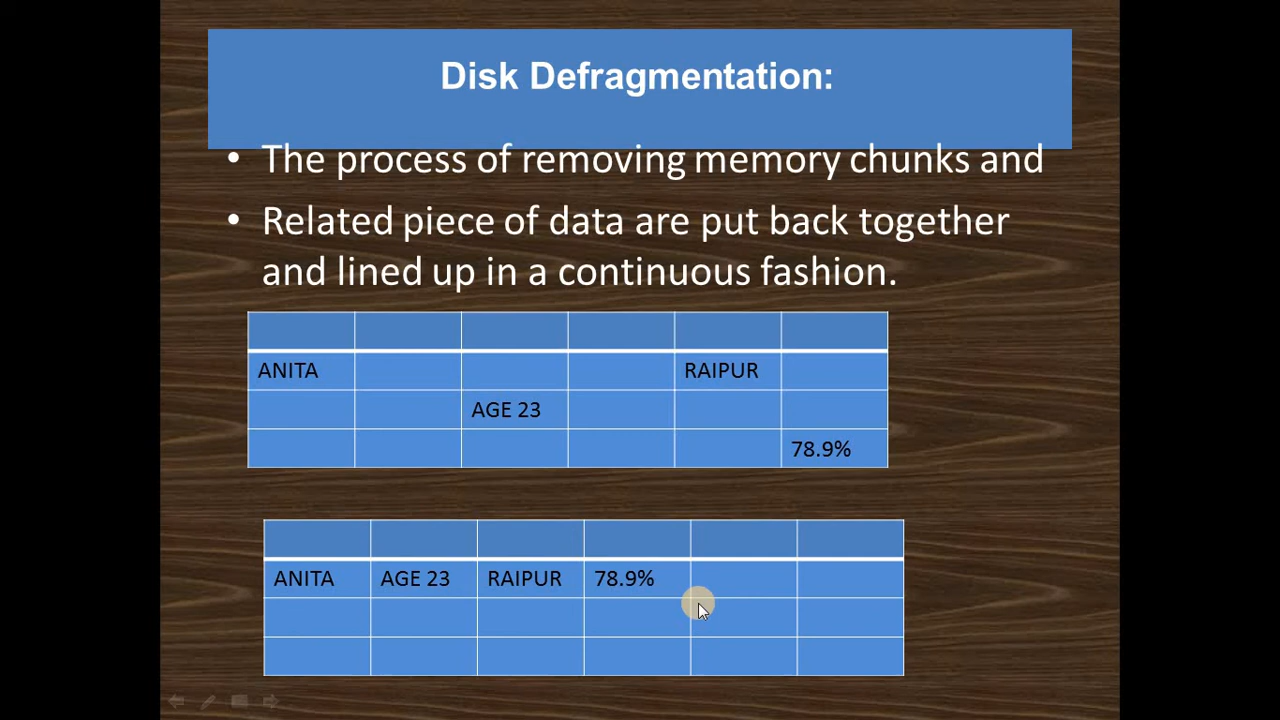 Disk Defragmentation:
• The process of removing memory chunks and
• Related piece of data are put back together
and lined up in a continuous fashion.
ANITA RAIPUR
AGE 23
78.9%
ANITA AGE 23 RAIPUR 78.9%